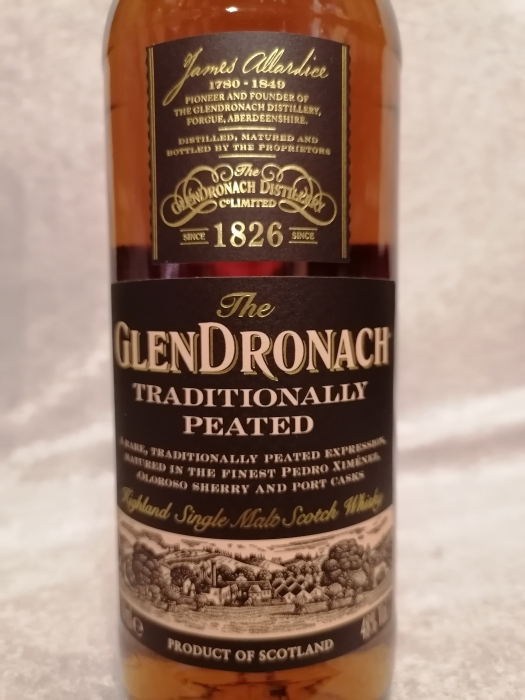 James Allardice
1780 - 1849
PIONEER AND FOUNDER OF
THE GLENDRONACH DISTILLERY,
FORGUE, ABERDEENSHIRE.
DISTILLED, MATURED AND
BOTTLED BY THE PROPRIETORS
The
GLENDRONACH DISTILLERY
Co LIMITED
SINCE 1826 SINCE
The
GLENDRONACH
TRADITIONALLY
PEATED
A RARE, TRADITIONALLY PEATED EXPRESSION,
MATURED IN THE FINEST PEDRO XIMÉNEZ,
OLOROSO SHERRY AND PORT CASKS
Highland Single Malt Scotch Whisky
48% Vol
PRODUCT OF SCOTLAND